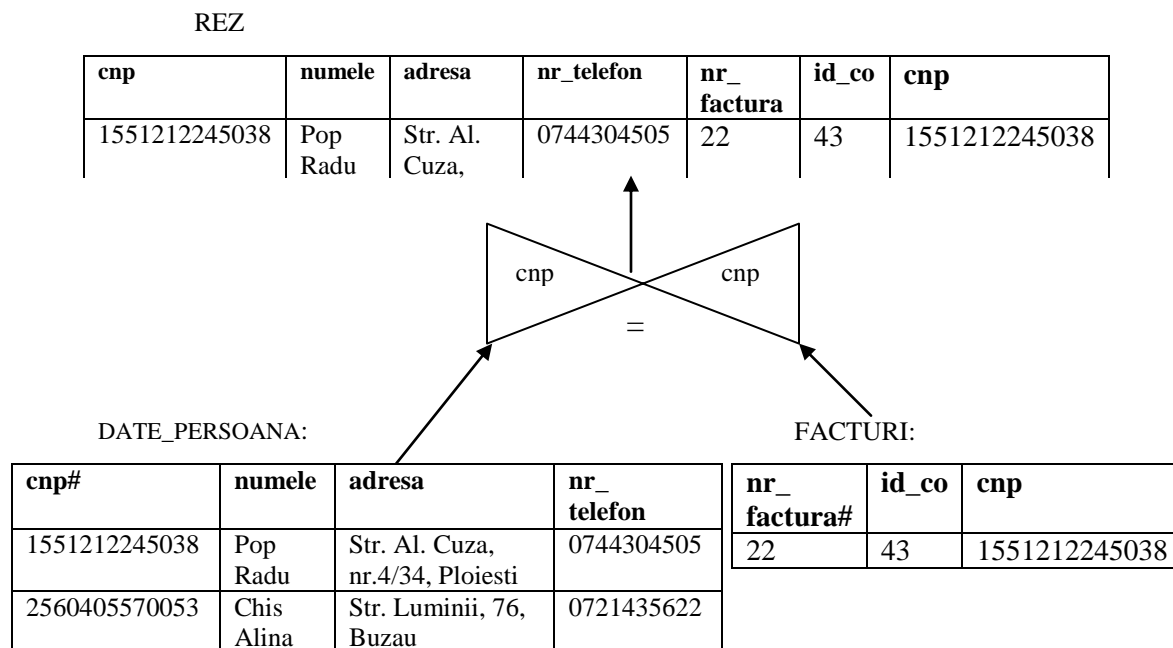 REZ
cnp numele adresa nr_telefon nr_ id_co cnp
factura
1551212245038 Pop Str. Al. 0744304505 22 43 1551212245038
Radu Cuza,
cnp cnp
=
DATE_PERSOANA: FACTURI:
cnp# numele adresa nr_
telefon
1551212245038 Pop Str. Al. Cuza, 0744304505
Radu nr.4/34, Ploiesti
2560405570053 Chis Str. Luminii, 76, 0721435622
Alina Buzau
nr_ id_co cnp
factura#
22 43 1551212245038